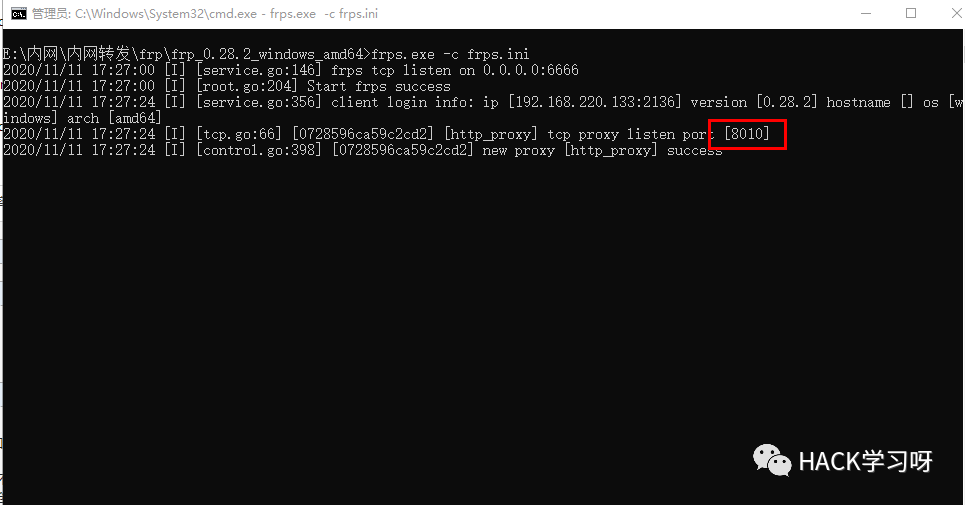 管理员: C:\Windows\System32\cmd.exe - frps.exe  -c frps.ini
E:\内网\内网转发\frp\frp_0.28.2_windows_amd64>frps.exe -c frps.ini
2020/11/11 17:27:00 [I] [service.go:146] frps tcp listen on 0.0.0.0:6666
2020/11/11 17:27:00 [I] [root.go:204] Start frps success
2020/11/11 17:27:24 [I] [service.go:356] client login info: ip [192.168.220.133:2136] version [0.28.2] hostname [] os [w
indows] arch [amd64]
2020/11/11 17:27:24 [I] [tcp.go:66] [0728596ca59c2cd2] [http_proxy] tcp proxy listen port [8010]
2020/11/11 17:27:24 [I] [control.go:398] [0728596ca59c2cd2] new proxy [http_proxy] success
HACK学习呀